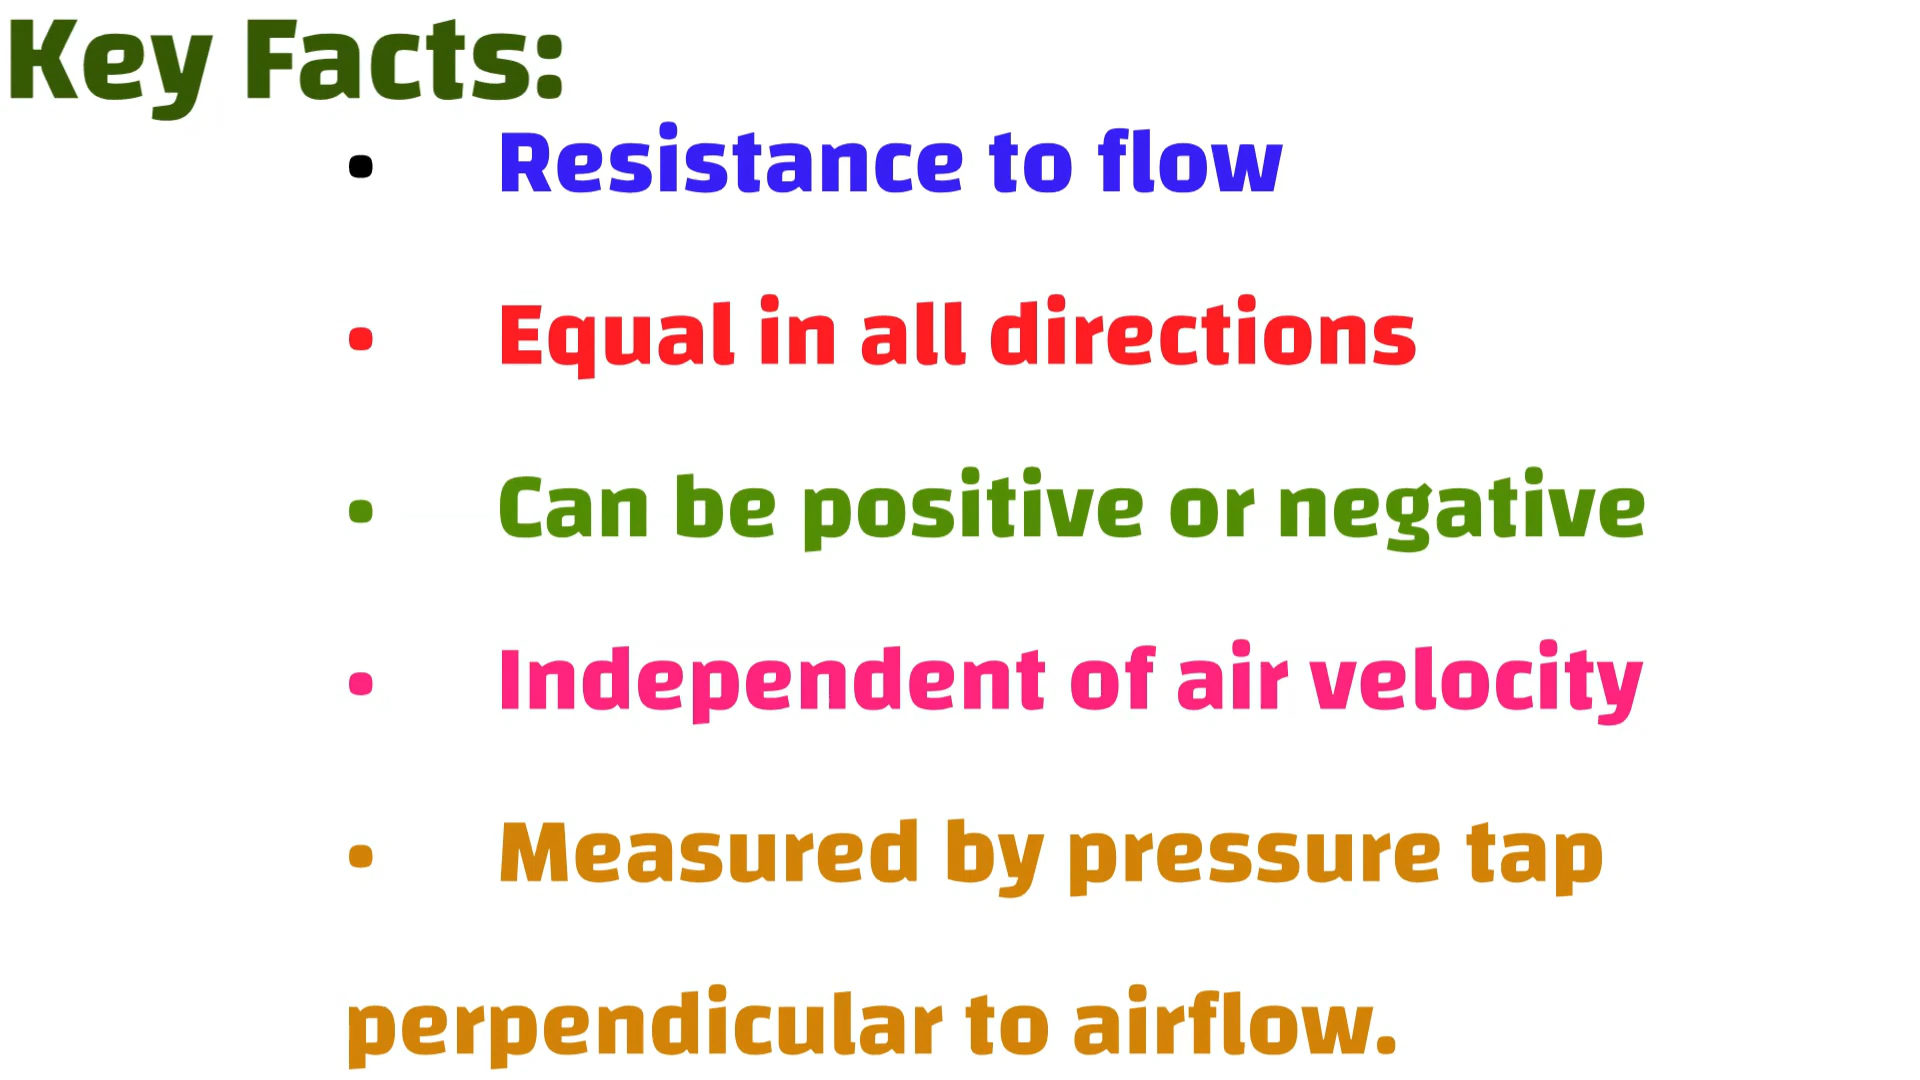 Key Facts:
• Resistance to flow
• Equal in all directions
• Can be positive or negative
• Independent of air velocity
• Measured by pressure tap
perpendicular to airflow.